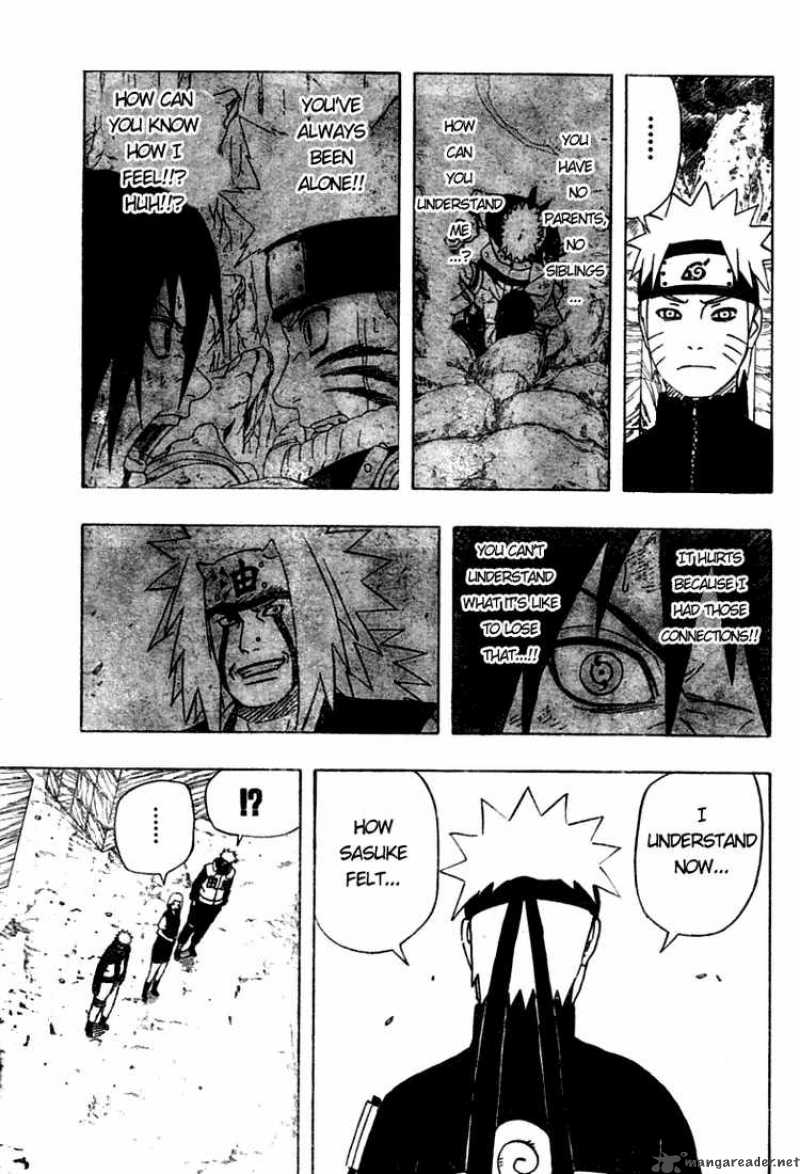 ........
YOU
HAVE
NO
PARENTS,
NO
SIBLINGS
...
HOW
CAN
YOU
UNDERSTAND
ME
...?
YOU'VE
ALWAYS
BEEN
ALONE!!
HOW CAN
YOU KNOW
HOW I
FEEL!!?
HUH!!?
IT HURTS
BECAUSE I
HAD THOSE
CONNECTIONS!!
YOU CAN'T
UNDERSTAND
WHAT IT'S LIKE
TO LOSE
THAT...!!
油
I
UNDERSTAND
NOW...
HOW
SASUKE
FELT...
!?
......
mangareader.net